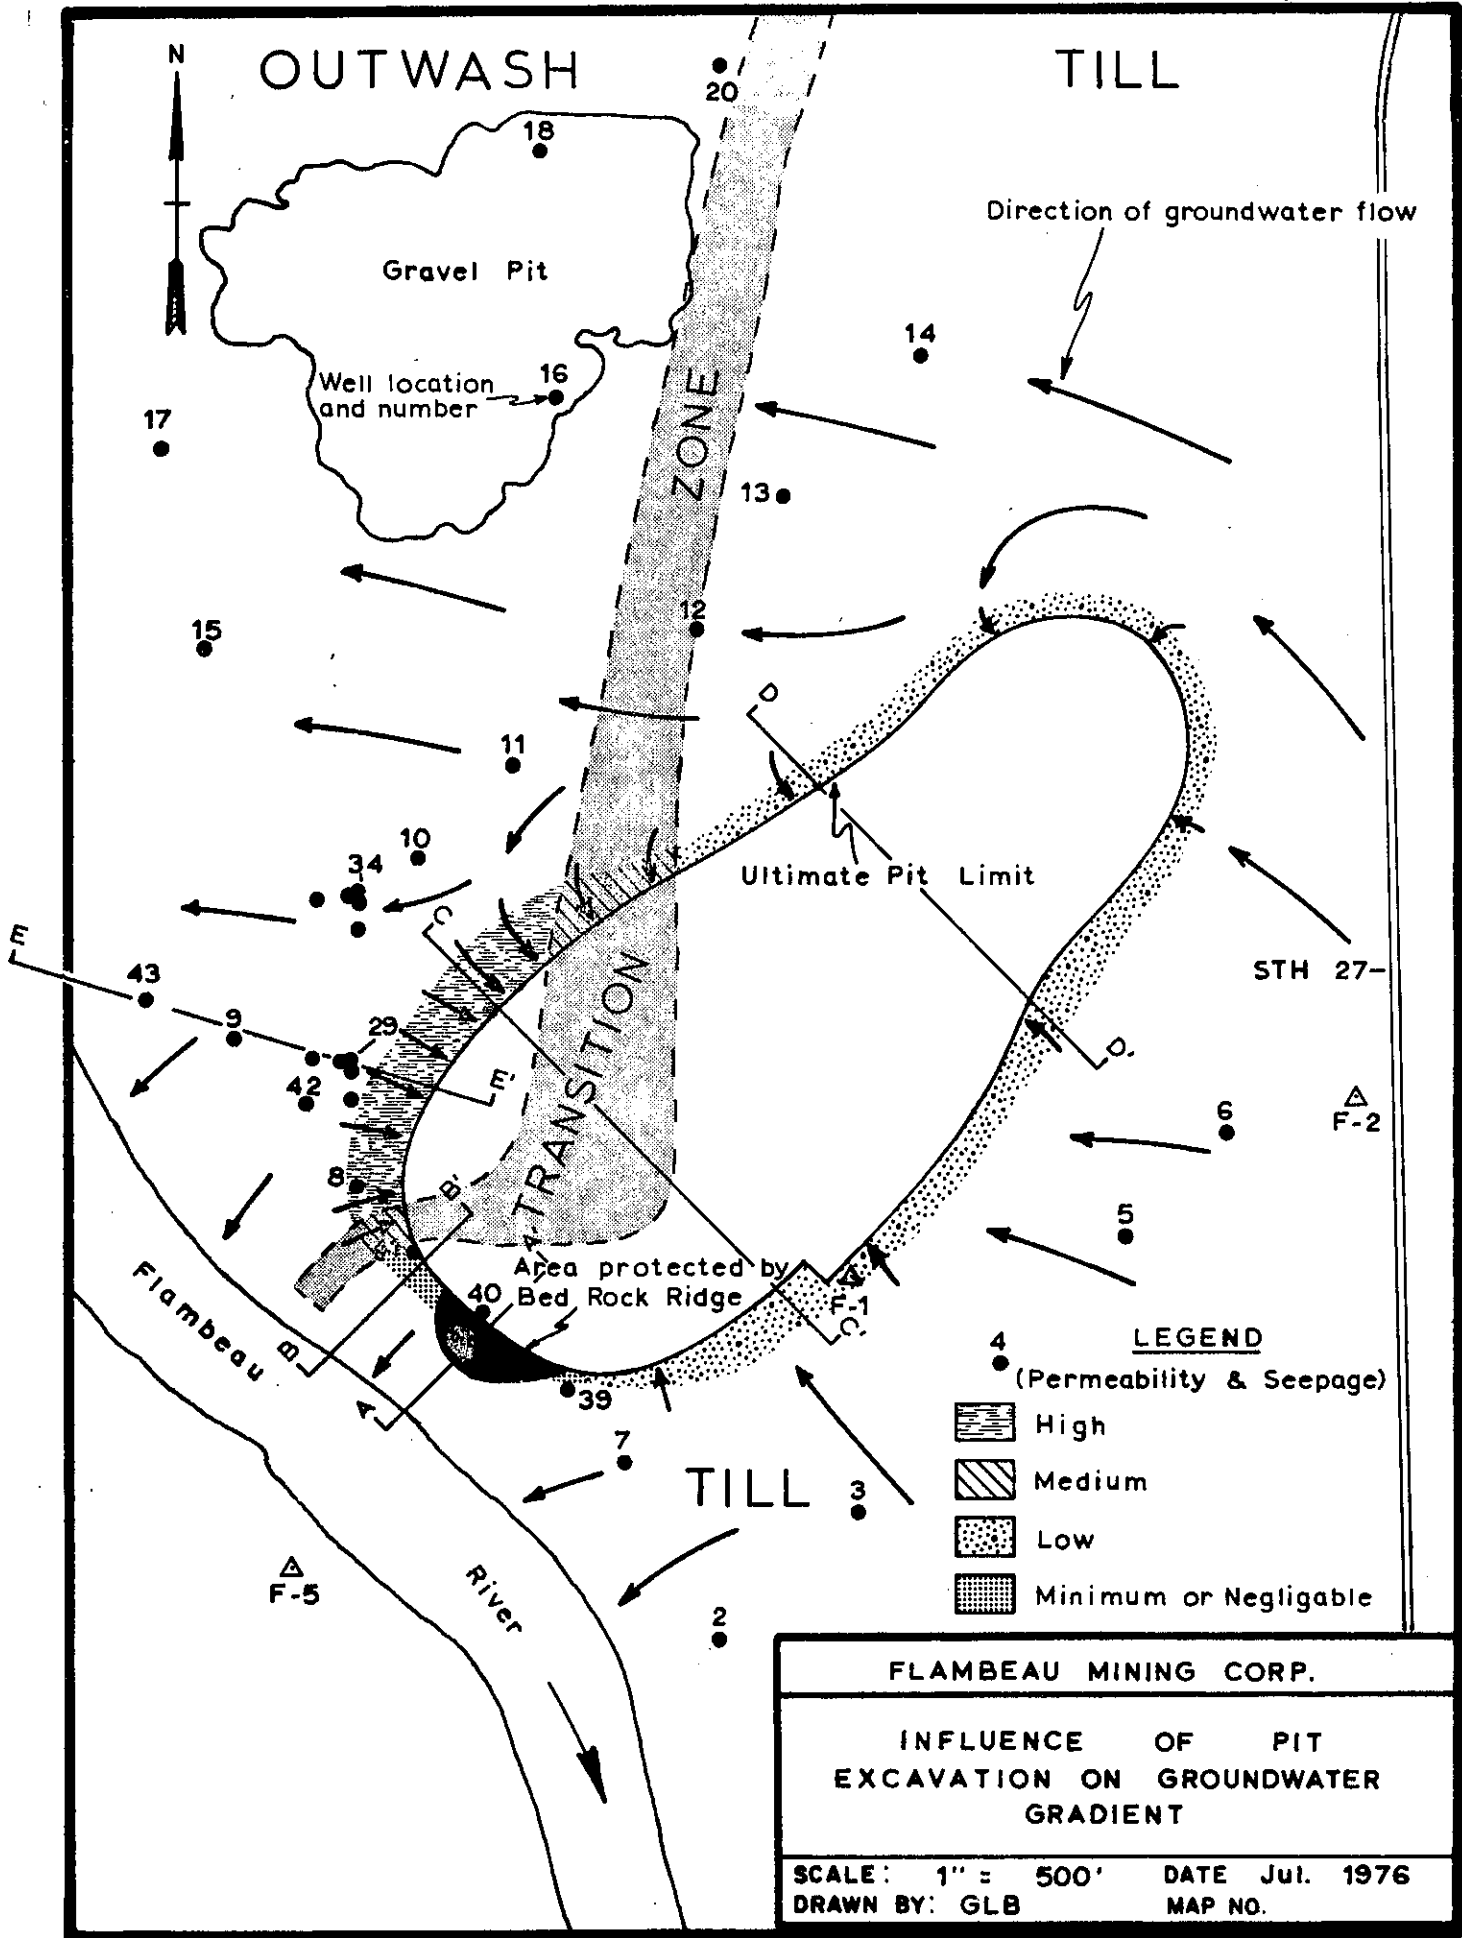 N
OUTWASH
TILL
20
18
Direction of groundwater flow
Gravel Pit
14
Well location
and number
16
17
ZONE
13
12
15
D
11
10
34
Ultimate Pit Limit
C
E
STH 27
43
9
29
D'
E'
42
F-2
6
TRANSITION
8
B'
5
A'
Area protected by
Bed Rock Ridge
40
F-1
C'
Flambeau
B
4
LEGEND
(Permeability & Seepage)
39
A
High
7
TILL
Medium
3
Low
F-5
River
Minimum or Negligable
2
FLAMBEAU MINING CORP.
INFLUENCE OF PIT
EXCAVATION ON GROUNDWATER
GRADIENT
SCALE: 1" = 500' DATE Jul. 1976
DRAWN BY: GLB MAP NO.